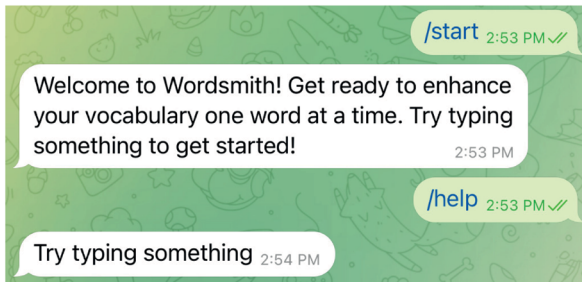 /start 2:53 PM
Welcome to Wordsmith! Get ready to enhance
your vocabulary one word at a time. Try typing
something to get started!
2:53 PM
/help 2:53 PM
Try typing something 2:54 PM